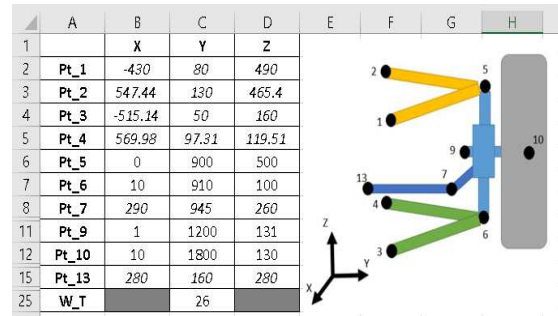 A B C D E F G H
1 X Y Z
2 Pt_1 -430 80 490
3 Pt_2 547.44 130 465.4
4 Pt_3 -515.14 50 160
5 Pt_4 569.98 97.31 119.51
6 Pt_5 0 900 500
7 Pt_6 10 910 100
8 Pt_7 290 945 260
11 Pt_9 1 1200 131
12 Pt_10 10 1800 130
15 Pt_13 280 160 280
25 W_T 26
2
5
1
9
10
13
7
4
6
3
Z
Y
X